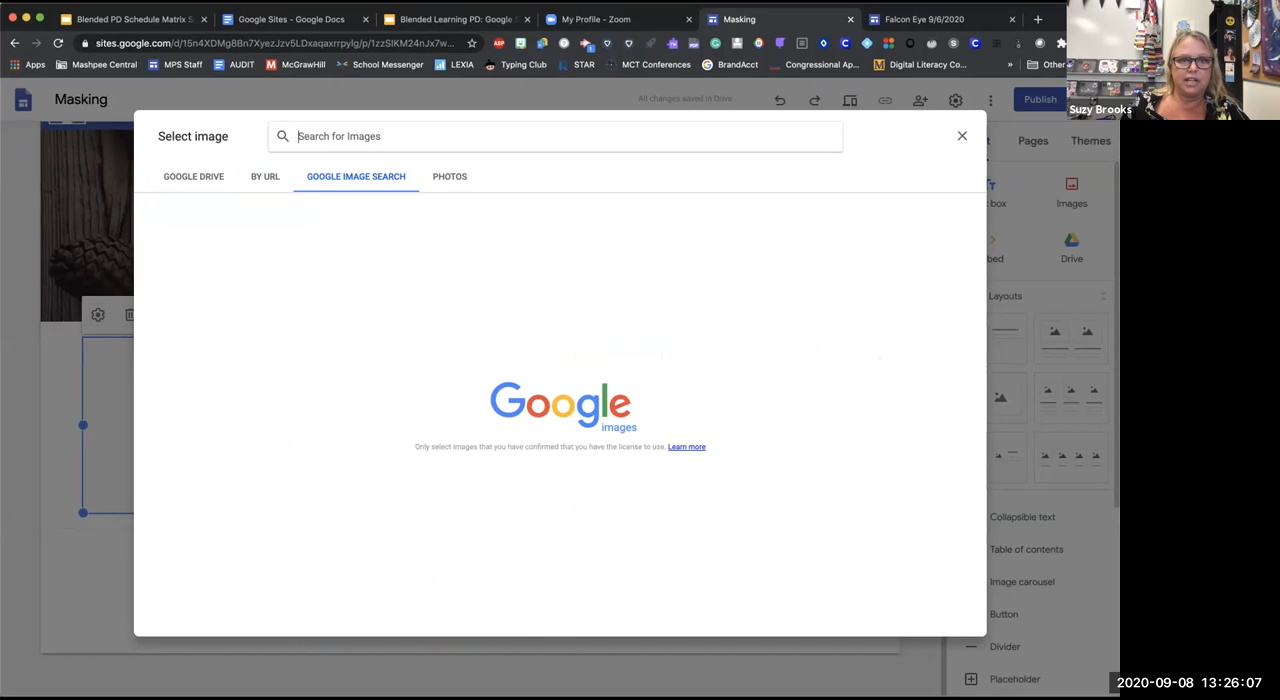 Blended PD Schedule Matrix S
Google Sites - Google Docs
Blended Learning PD: Google S
My Profile - Zoom
Masking
Falcon Eye 9/6/2020
sites.google.com/d/15n4XDMg8Bn7XyezJzv5LDxaqaxrrpylg/p/1zzSIKM24nJx7w...
Apps
Mashpee Central
MPS Staff
AUDIT
McGrawHill
School Messenger
LEXIA
Typing Club
STAR
MCT Conferences
BrandAcct
Congressional Ap...
Digital Literacy Co...
»
Other
Suzy Brooks
Masking
All changes saved in Drive
Publish
Select image
Search for Images
GOOGLE DRIVE
BY URL
GOOGLE IMAGE SEARCH
PHOTOS
Pages
Themes
box
Images
Drive
Layouts
Google
images
Only select images that you have confirmed that you have the license to use. Learn more
Collapsible text
Table of contents
Image carousel
Button
Divider
Placeholder
2020-09-08 13:26:07